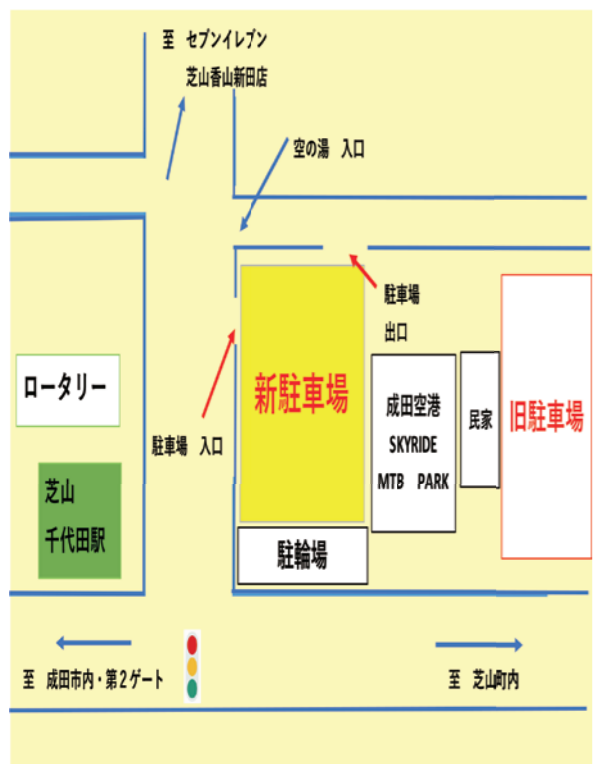 至　セブンイレブン
芝山香山新田店
空の湯　入口
駐車場
出口
ロータリー
新駐車場
成田空港
SKYRIDE
MTB　PARK
民家
旧駐車場
駐車場　入口
芝山
千代田駅
駐輪場
至　成田市内・第２ゲート
至　芝山町内